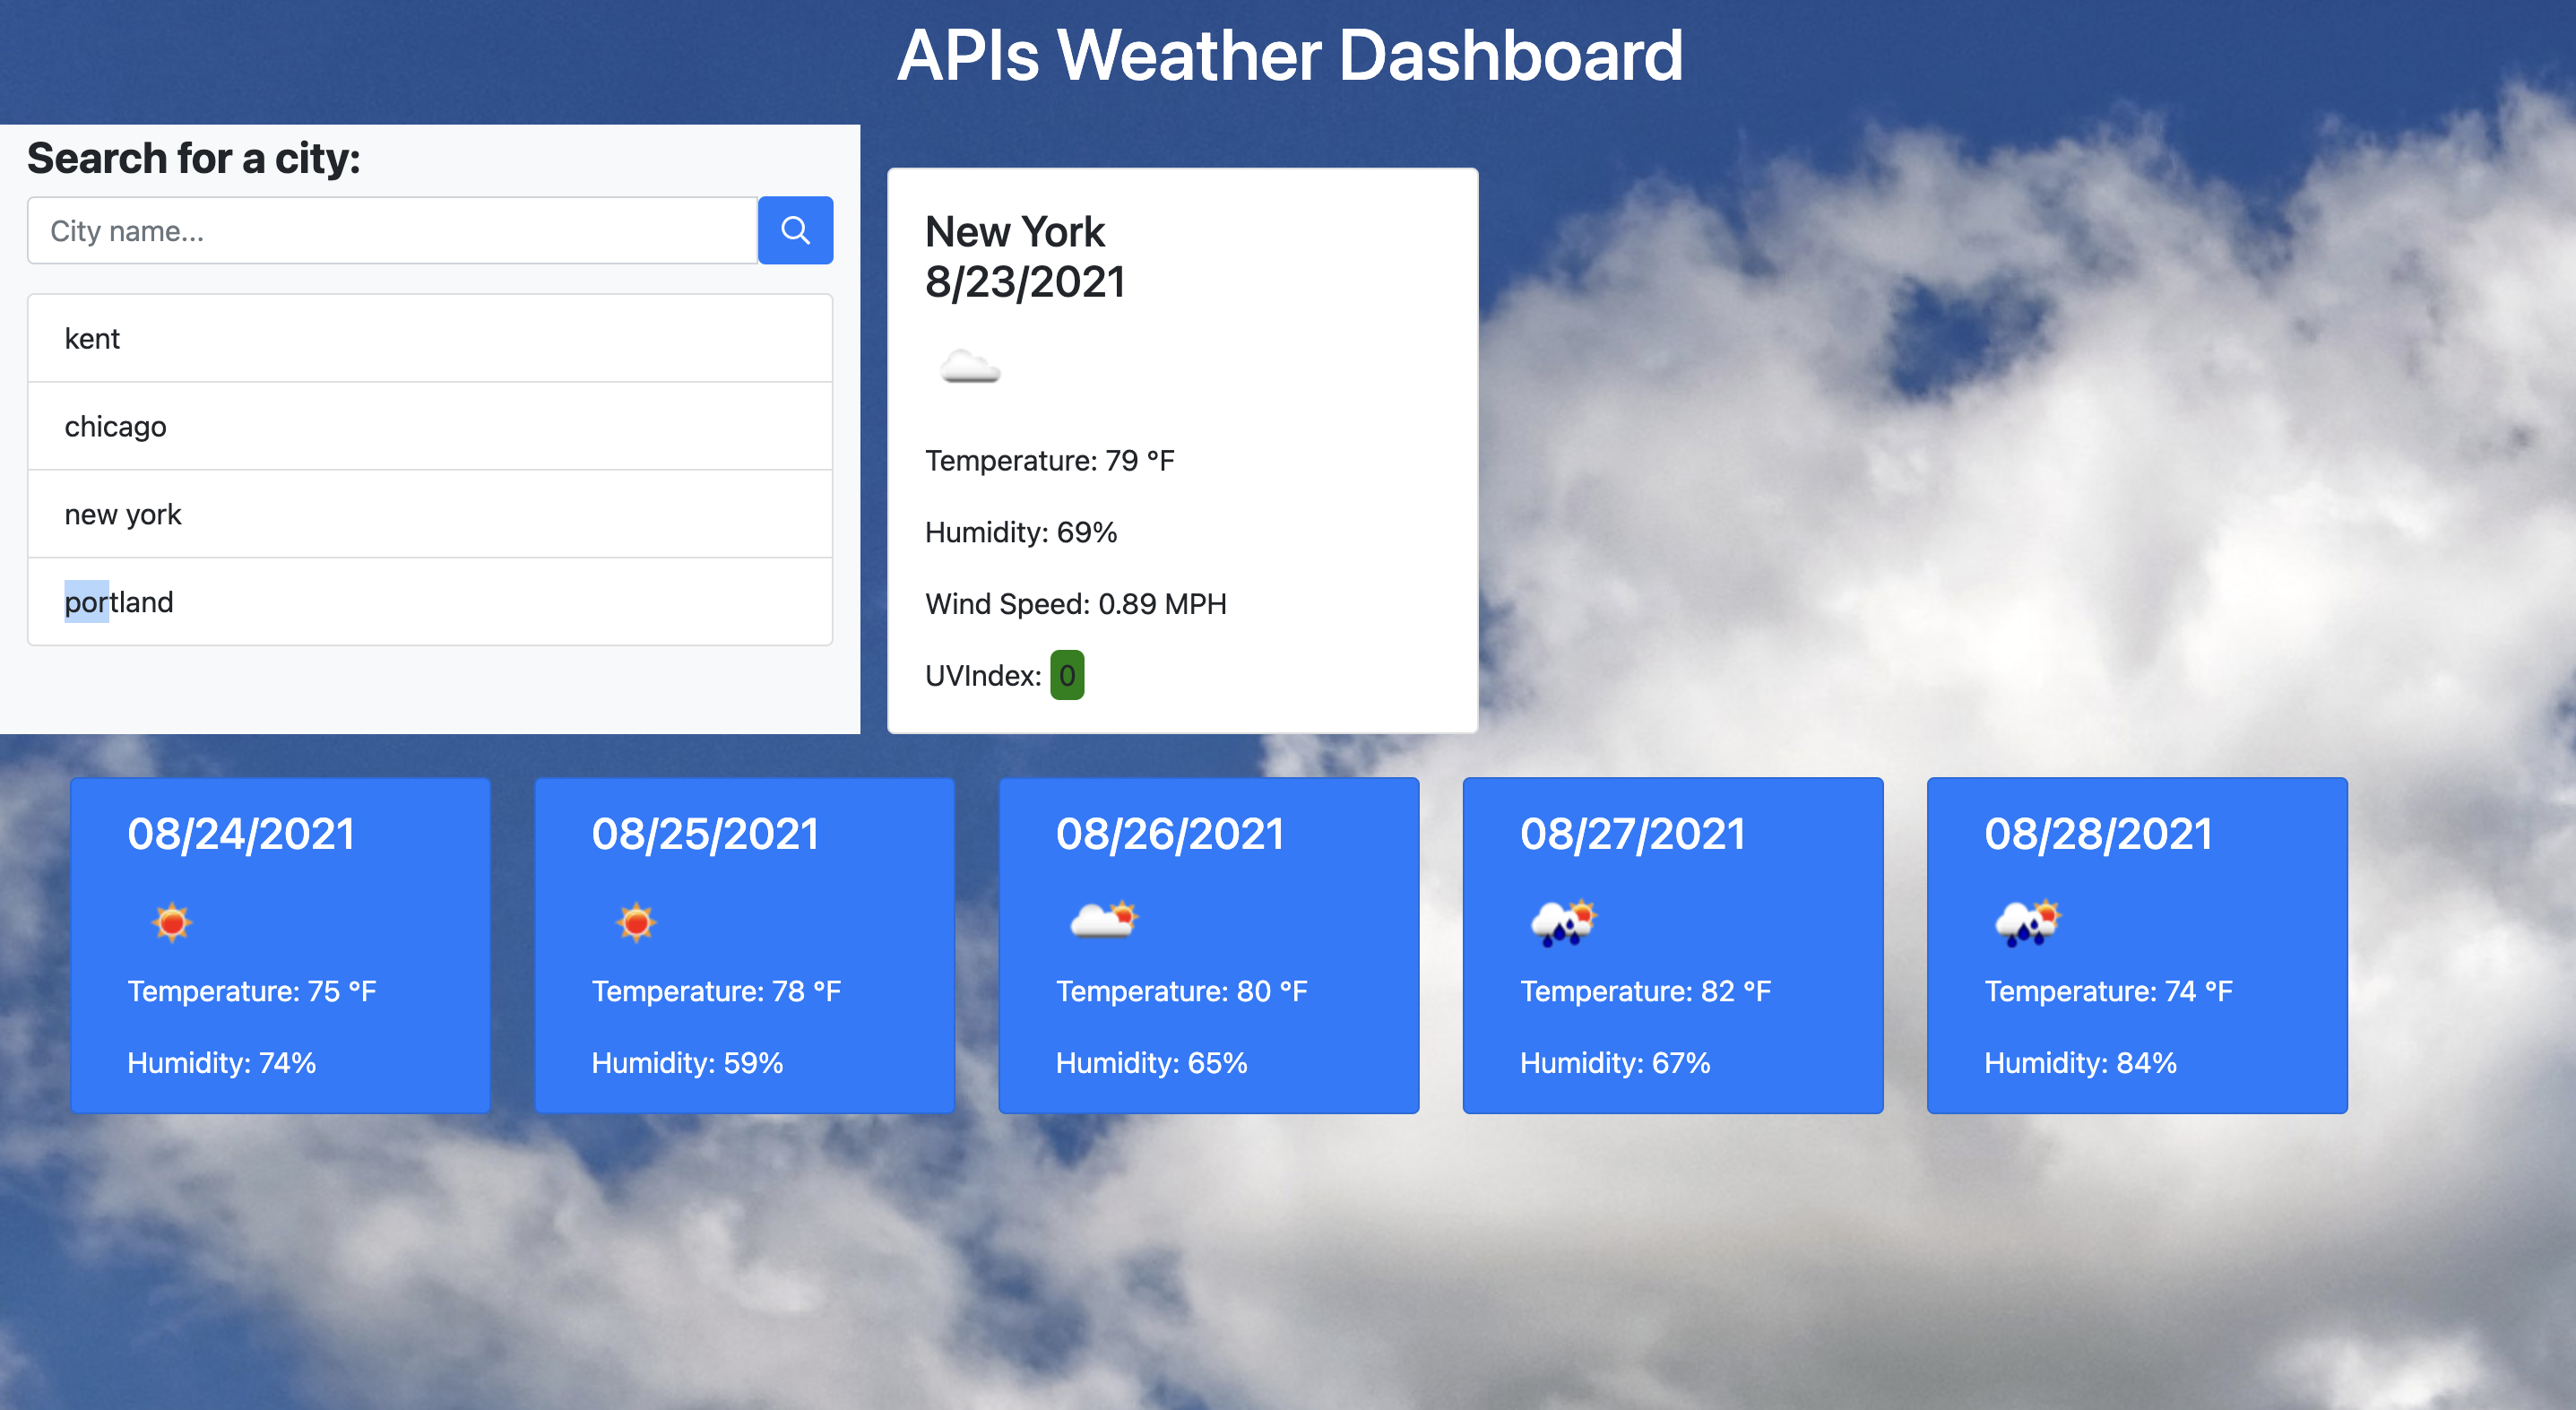 APIs Weather Dashboard
Search for a city:
City name...
kent
chicago
new york
portland
New York
8/23/2021
Temperature: 79 °F
Humidity: 69%
Wind Speed: 0.89 MPH
UVIndex: 0
08/24/2021
Temperature: 75 °F
Humidity: 74%
08/25/2021
Temperature: 78 °F
Humidity: 59%
08/26/2021
Temperature: 80 °F
Humidity: 65%
08/27/2021
Temperature: 82 °F
Humidity: 67%
08/28/2021
Temperature: 74 °F
Humidity: 84%